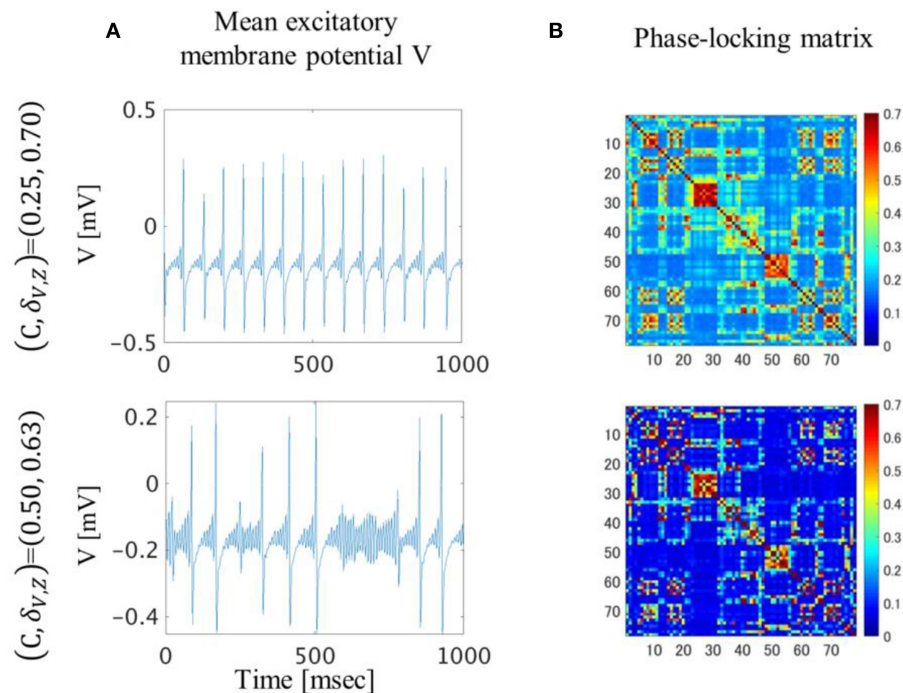 A
Mean excitatory
membrane potential V
B
Phase-locking matrix
(C, δV,Z)=(0.25, 0.70)
V [mV]
0.5
0
−0.5
0 500 1000
10
20
30
40
50
60
70
10 20 30 40 50 60 70
0.7
0.6
0.5
0.4
0.3
0.2
0.1
0
(C, δV,Z)=(0.50, 0.63)
V [mV]
0.2
0
−0.2
−0.4
0 500 1000
Time [msec]
10
20
30
40
50
60
70
10 20 30 40 50 60 70
0.7
0.6
0.5
0.4
0.3
0.2
0.1
0